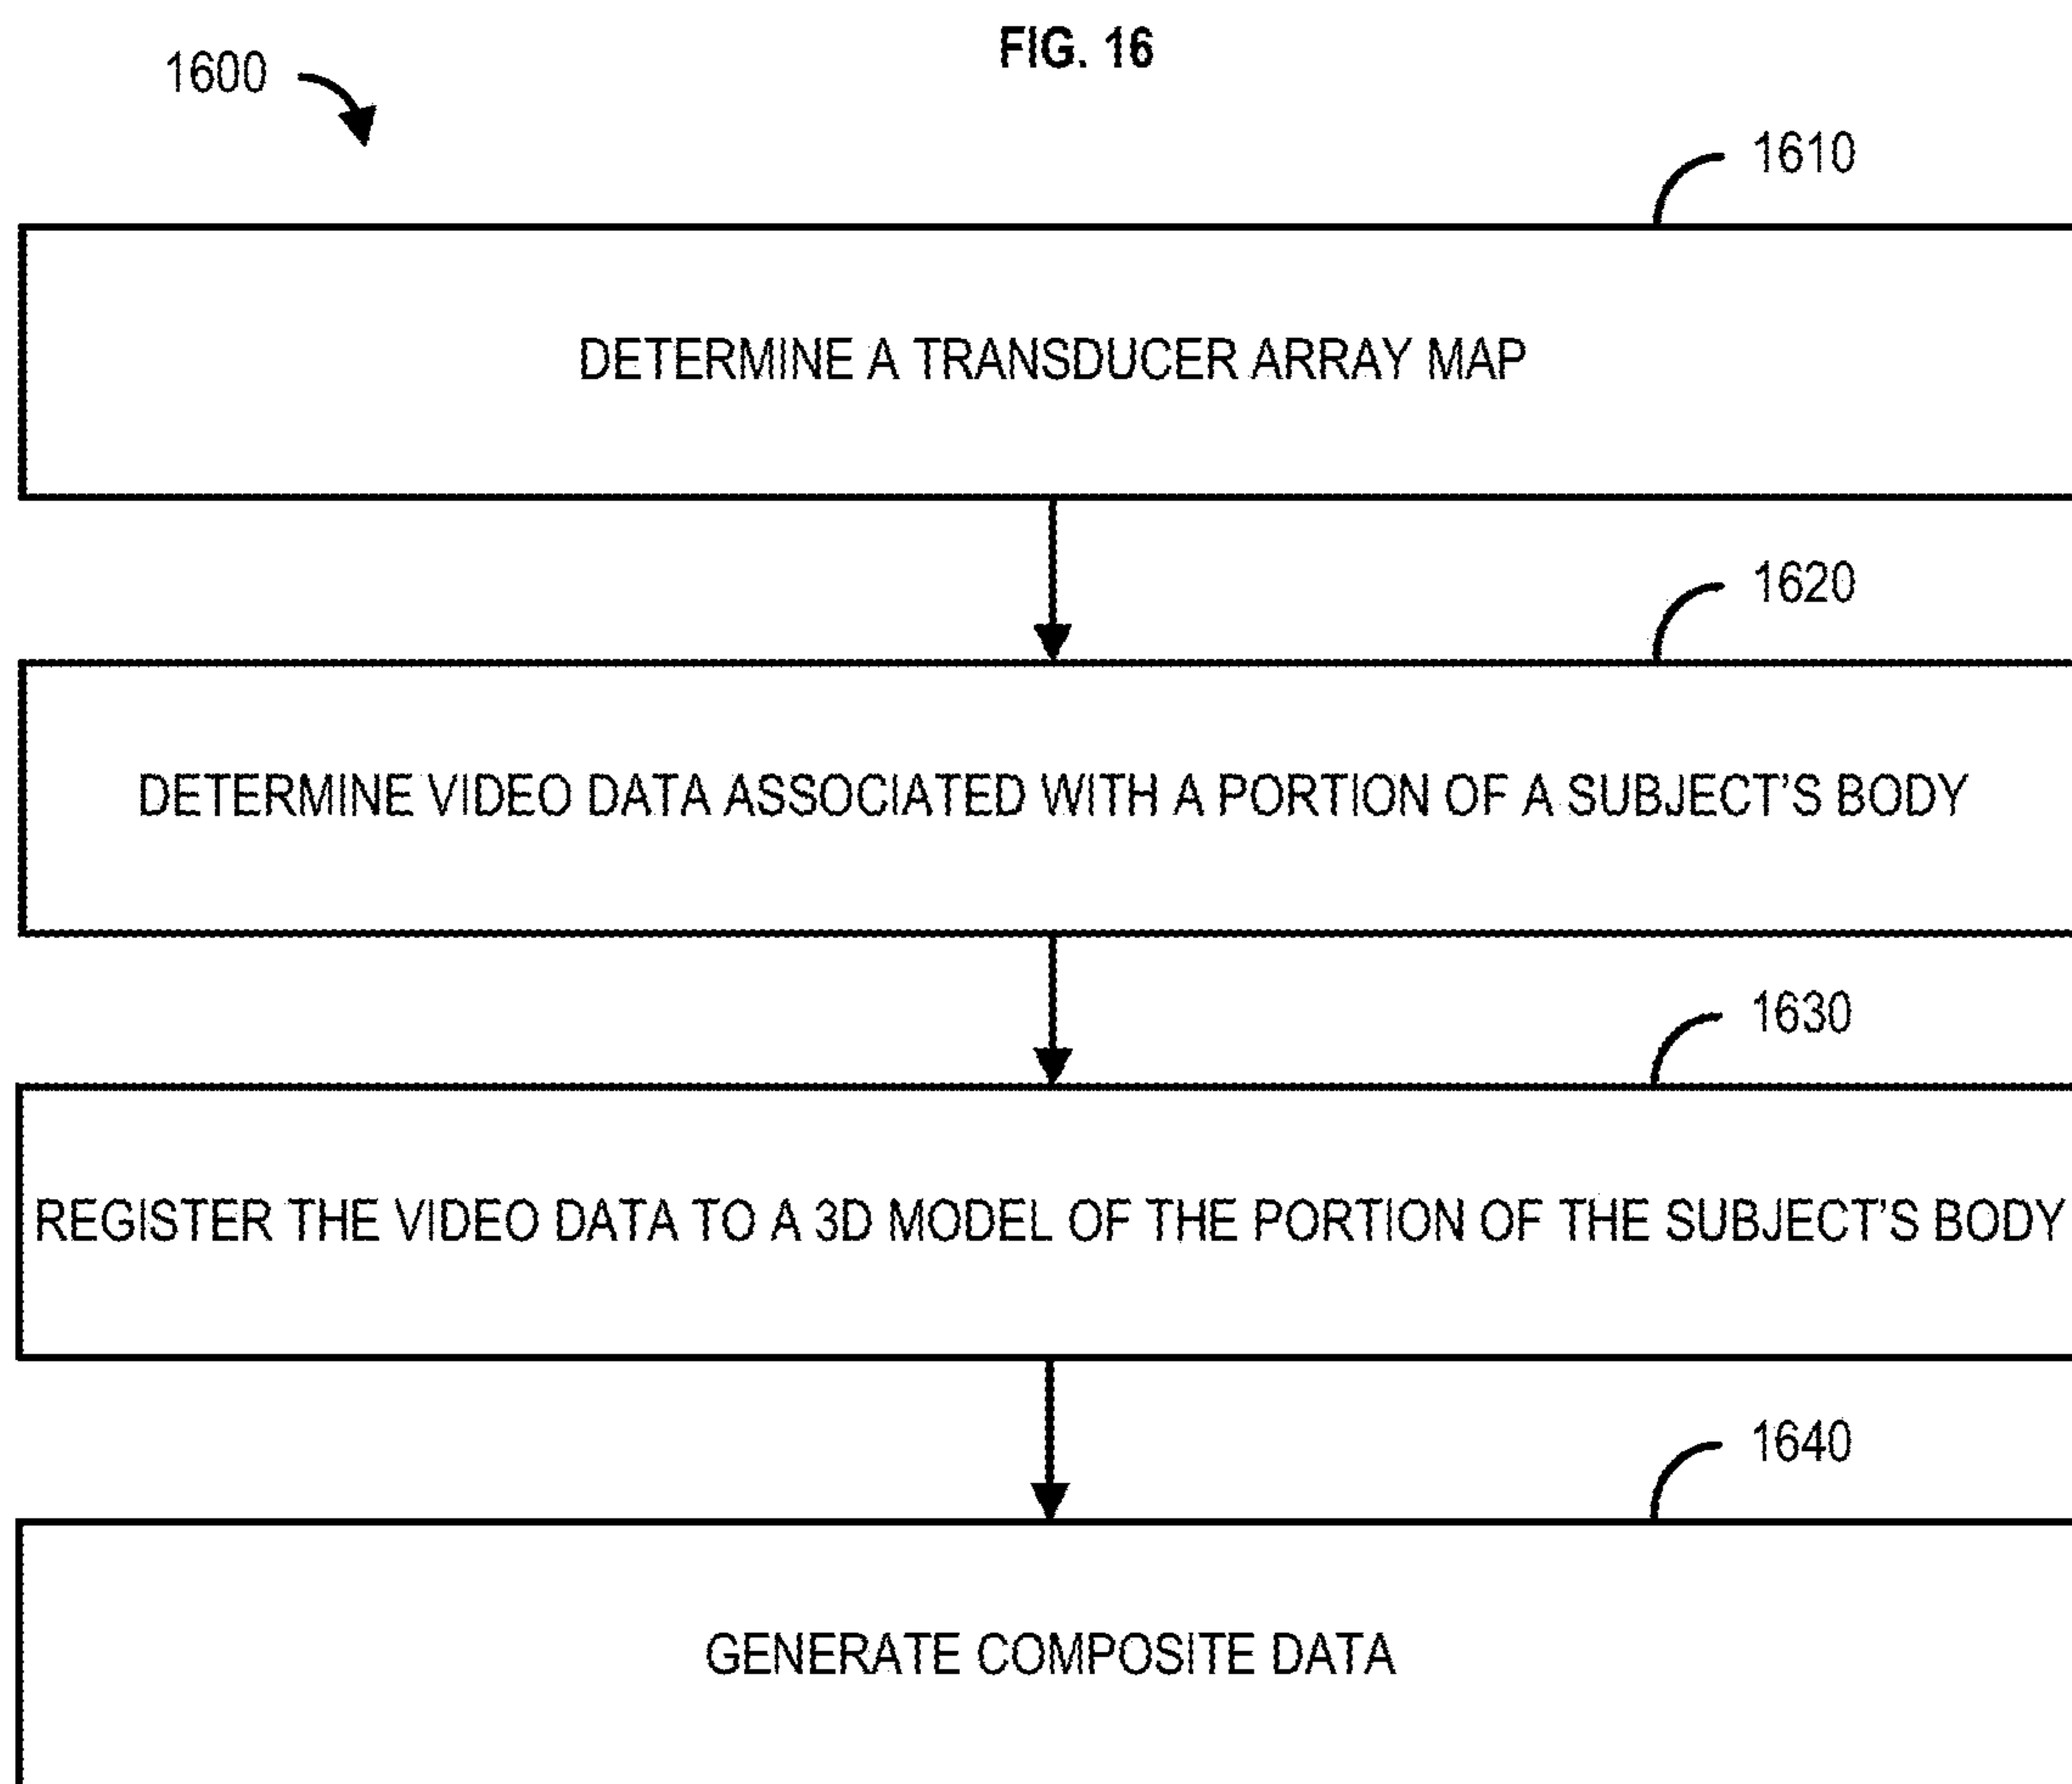 FIG. 16
1600
1610
DETERMINE A TRANSDUCER ARRAY MAP
1620
DETERMINE VIDEO DATA ASSOCIATED WITH A PORTION OF A SUBJECT'S BODY
1630
REGISTER THE VIDEO DATA TO A 3D MODEL OF THE PORTION OF THE SUBJECT'S BODY
1640
GENERATE COMPOSITE DATA